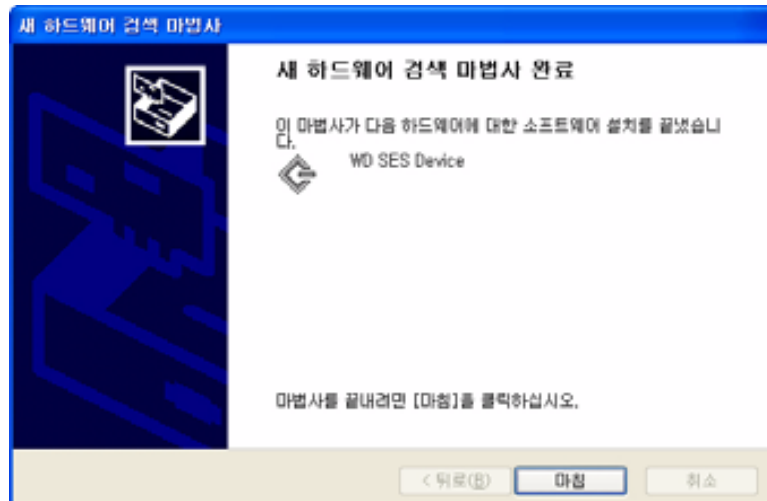 새 하드웨어 검색 마법사
새 하드웨어 검색 마법사 완료
이 마법사가 다음 하드웨어에 대한 소프트웨어 설치를 끝냈습니
다.
WD SES Device
마법사를 끝내려면 [마침]을 클릭하십시오.
< 뒤로(B)
마침
취소